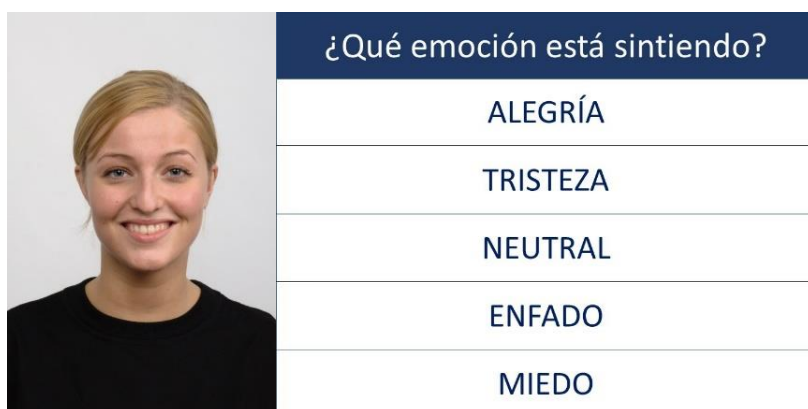 ¿Qué emoción está sintiendo?
ALEGRÍA
TRISTEZA
NEUTRAL
ENFADO
MIEDO